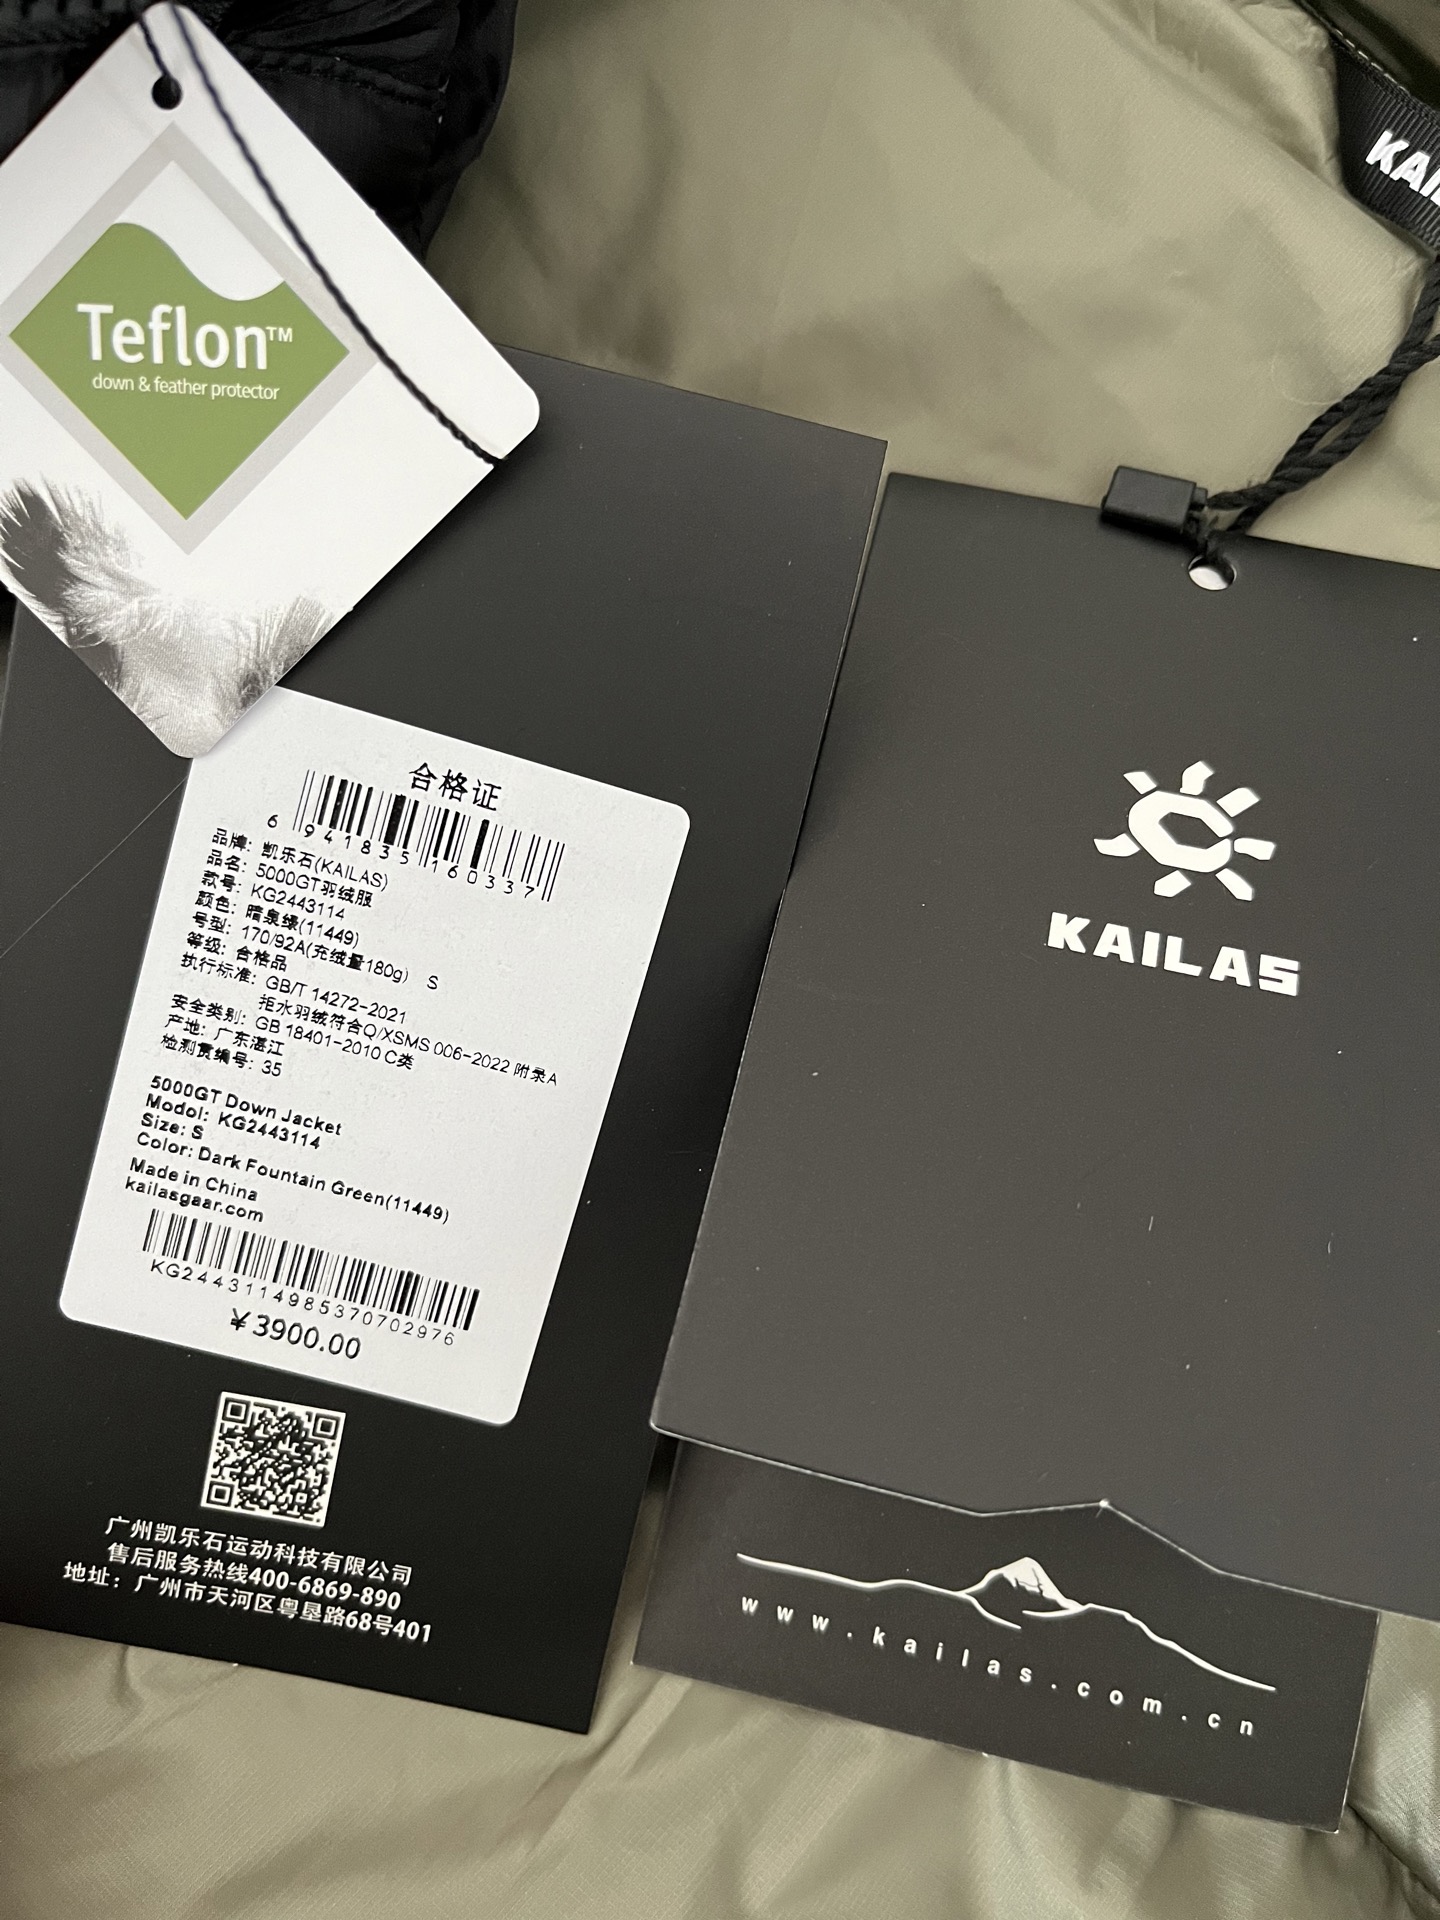 KAIL
Teflon™
down & feather protector
合格证
6 941835 160337
品牌：凯乐石(KAILAS)
品名：5000GT羽绒服
款号：KG2443114
颜色：暗泉绿(11449)
号型：170/92A(充绒量180g) S
等级：合格品
执行标准：GB/T 14272-2021
拒水羽绒符合Q/XSMS 006-2022 附录A
安全类别：GB 18401-2010 C类
产地：广东湛江
检测员编号：35
5000GT Down Jacket
Model: KG2443114
Size: S
Color: Dark Fountain Green(11449)
Made in China
kailasgear.com
KG2443114985370702976
￥3900.00
广州凯乐石运动科技有限公司
售后服务热线400-6869-890
地址：广州市天河区粤垦路68号401
KAILAS
www.kailas.com.cn